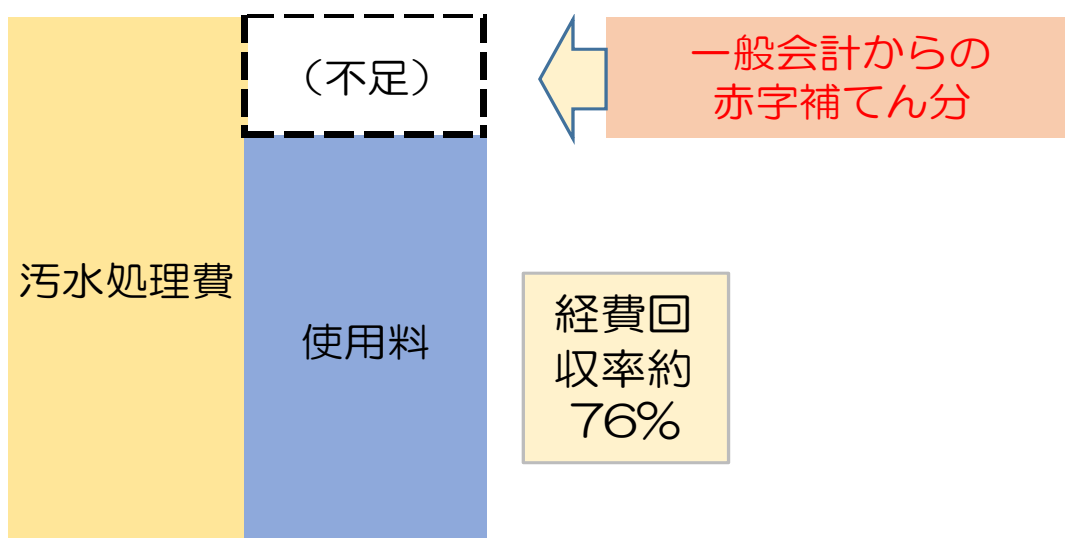 （不足）
一般会計からの
赤字補てん分
汚水処理費
使用料
経費回
収率約
76%